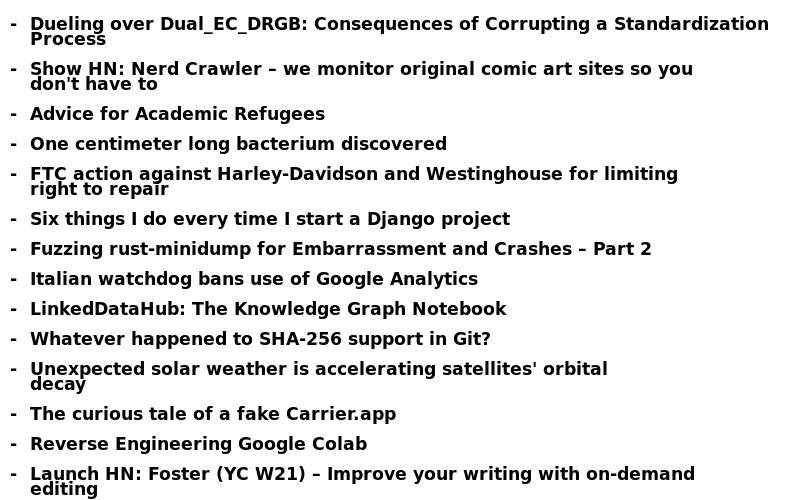 - Dueling over Dual_EC_DRGB: Consequences of Corrupting a Standardization
Process
- Show HN: Nerd Crawler – we monitor original comic art sites so you
don't have to
- Advice for Academic Refugees
- One centimeter long bacterium discovered
- FTC action against Harley-Davidson and Westinghouse for limiting
right to repair
- Six things I do every time I start a Django project
- Fuzzing rust-minidump for Embarrassment and Crashes – Part 2
- Italian watchdog bans use of Google Analytics
- LinkedDataHub: The Knowledge Graph Notebook
- Whatever happened to SHA-256 support in Git?
- Unexpected solar weather is accelerating satellites' orbital
decay
- The curious tale of a fake Carrier.app
- Reverse Engineering Google Colab
- Launch HN: Foster (YC W21) – Improve your writing with on-demand
editing